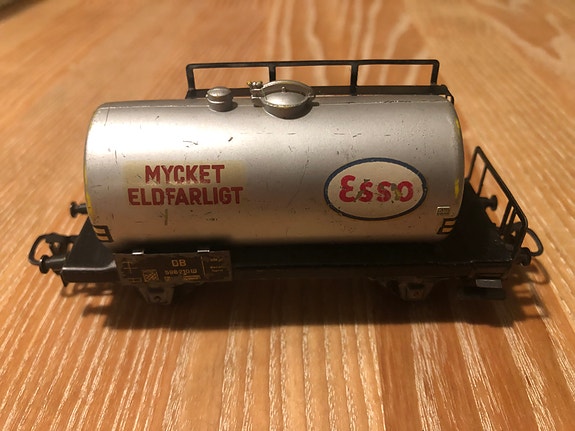 MYCKET
ELDFARLIGT
Esso
DB